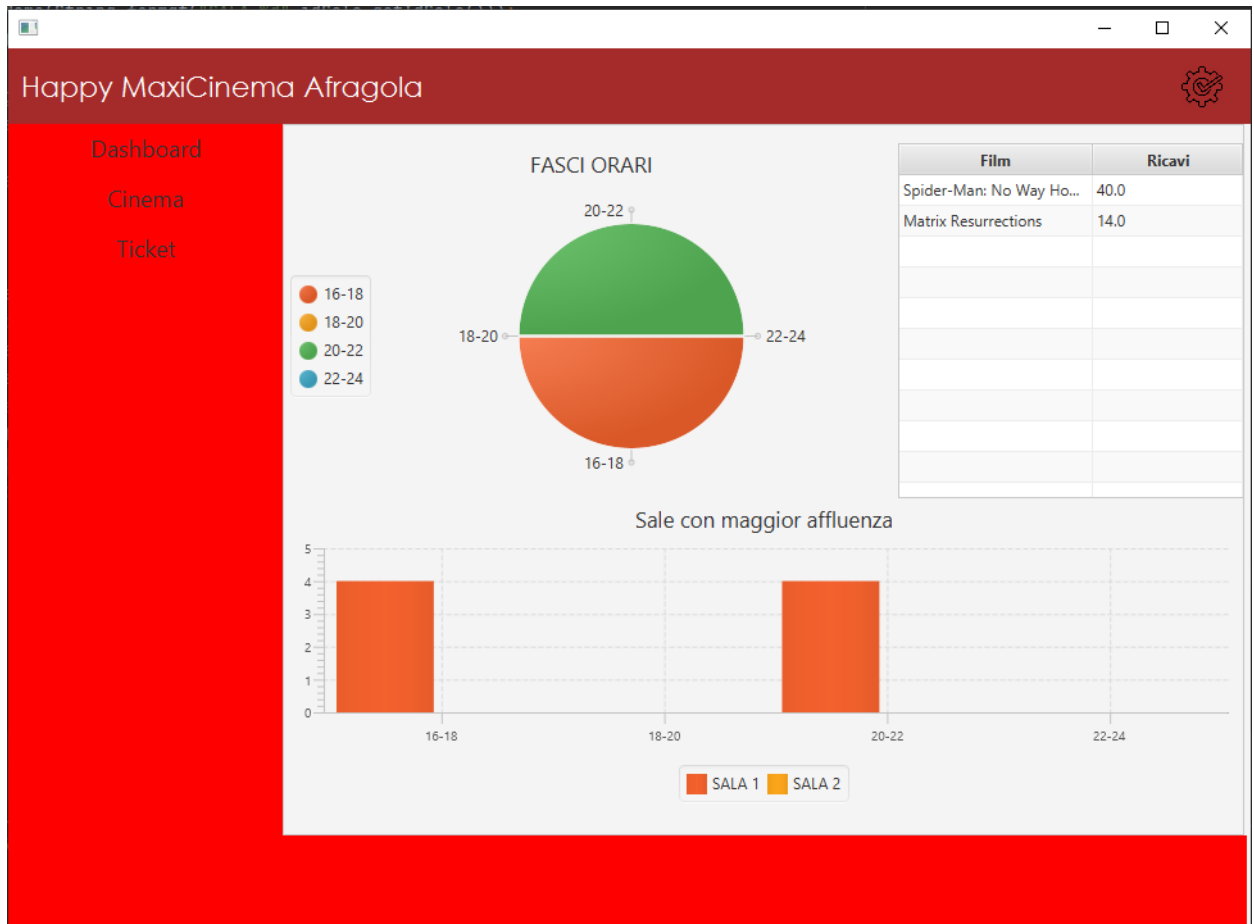 Happy MaxiCinema Afragola
Dashboard
Cinema
Ticket
FASCI ORARI
20-22
18-20
22-24
16-18
16-18
18-20
20-22
22-24
Film Ricavi
Spider-Man: No Way Ho... 40.0
Matrix Resurrections 14.0
Sale con maggior affluenza
5
4
3
2
1
0
16-18 18-20 20-22 22-24
SALA 1 SALA 2